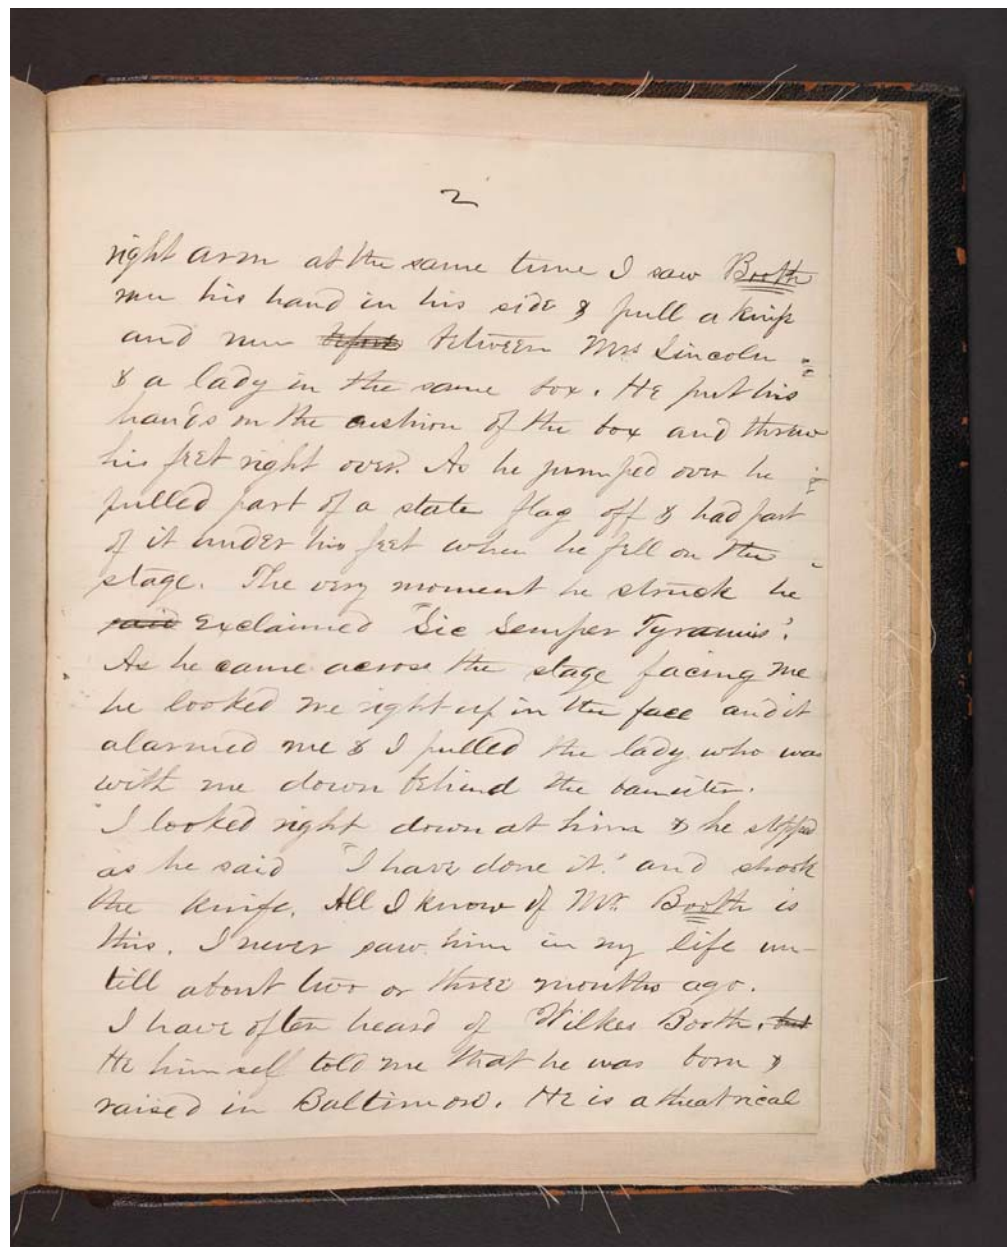 2
right arm at the same time I saw Booth
run his hand in his side & pull a knife
and run before between Mrs Lincoln
& a lady in the same box. He put his
hands on the cushion of the box and threw
his feet right over. As he jumped over he
pulled part of a state flag off & had part
of it under his feet when he fell on the
stage. The very moment he struck he
said exclaimed "Sic Semper Tyrannis".
As he came across the stage facing me
he looked me right up in the face and it
alarmed me & I pulled the lady who was
with me down behind the banister.
I looked right down at him & he stopped
as he said "I have done it" and shook
the knife. All I know of Mr. Booth is
this. I never saw him in my life un-
till about two or three months ago.
I have often heard of Wilkes Booth. but
He himself told me that he was born &
raised in Baltimore. He is a theatrical